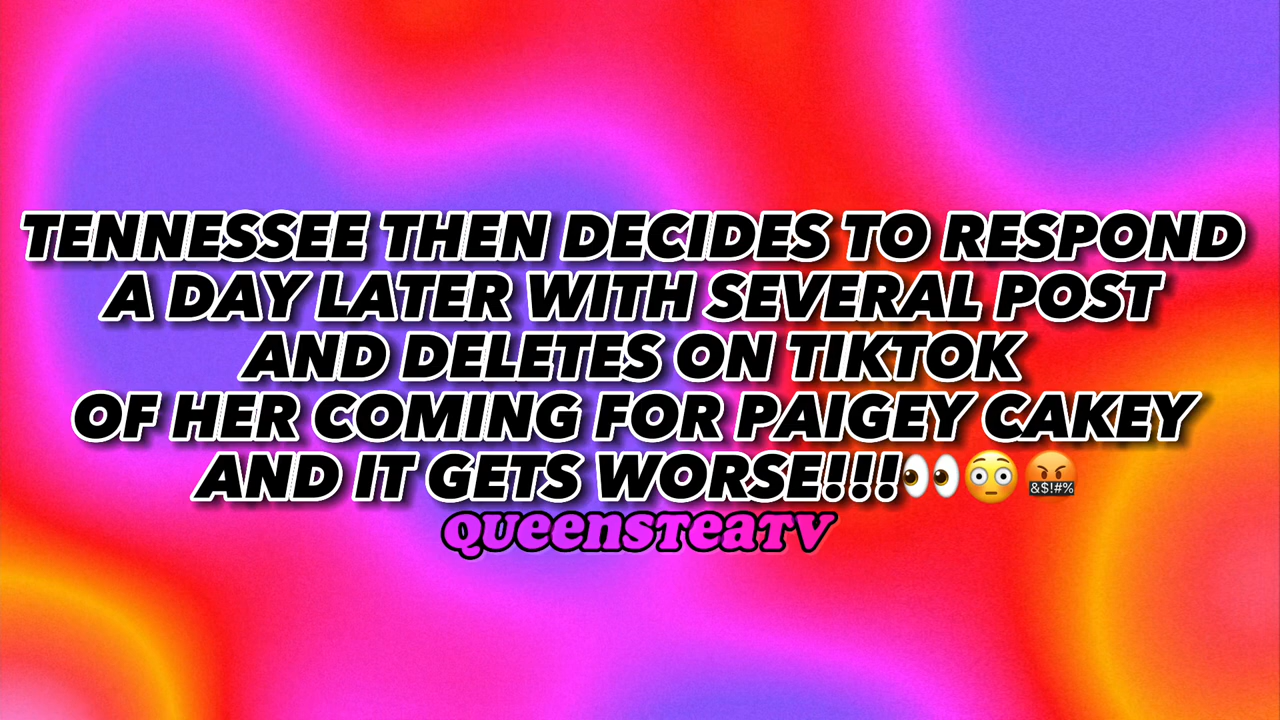 TENNESSEE THEN DECIDES TO RESPOND
A DAY LATER WITH SEVERAL POST
AND DELETES ON TIKTOK
OF HER COMING FOR PAIGEY CAKEY
AND IT GETS WORSE!!!👀😳🤬
QUEENSTEATV